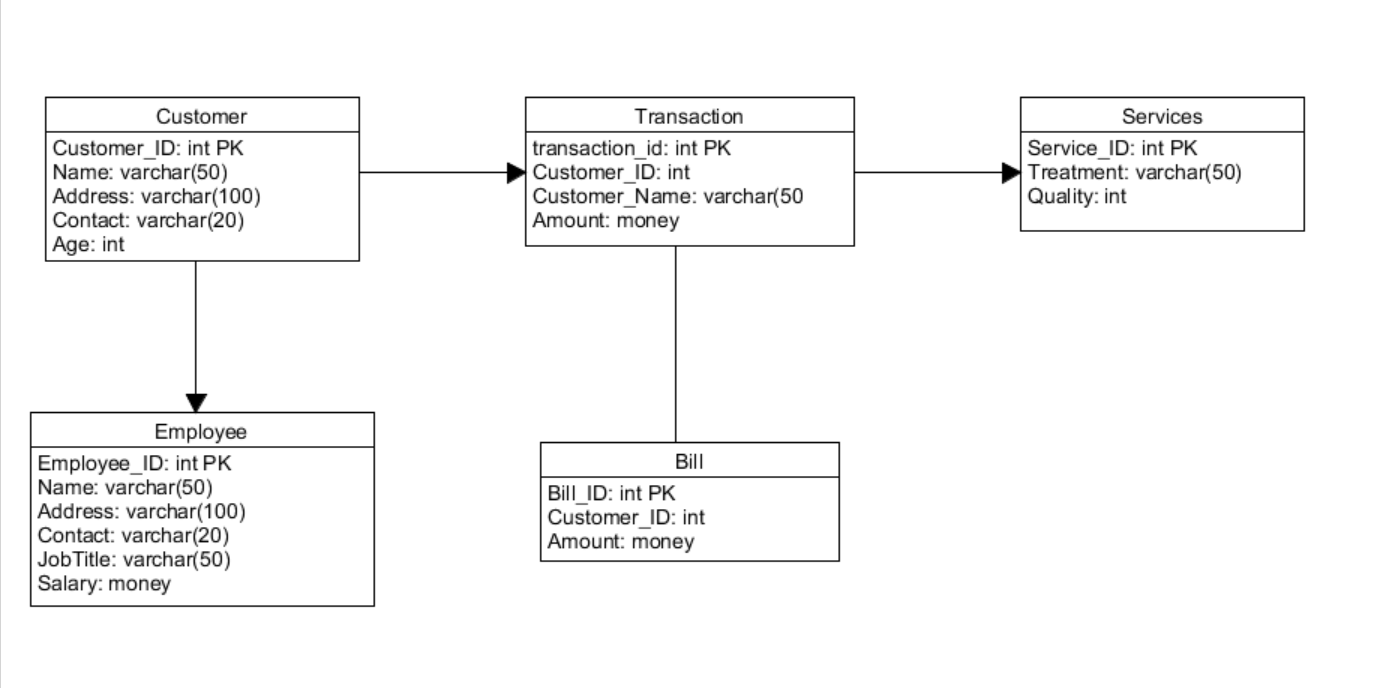 Customer
Customer_ID: int PK
Name: varchar(50)
Address: varchar(100)
Contact: varchar(20)
Age: int
Transaction
transaction_id: int PK
Customer_ID: int
Customer_Name: varchar(50
Amount: money
Services
Service_ID: int PK
Treatment: varchar(50)
Quality: int
Employee
Employee_ID: int PK
Name: varchar(50)
Address: varchar(100)
Contact: varchar(20)
JobTitle: varchar(50)
Salary: money
Bill
Bill_ID: int PK
Customer_ID: int
Amount: money